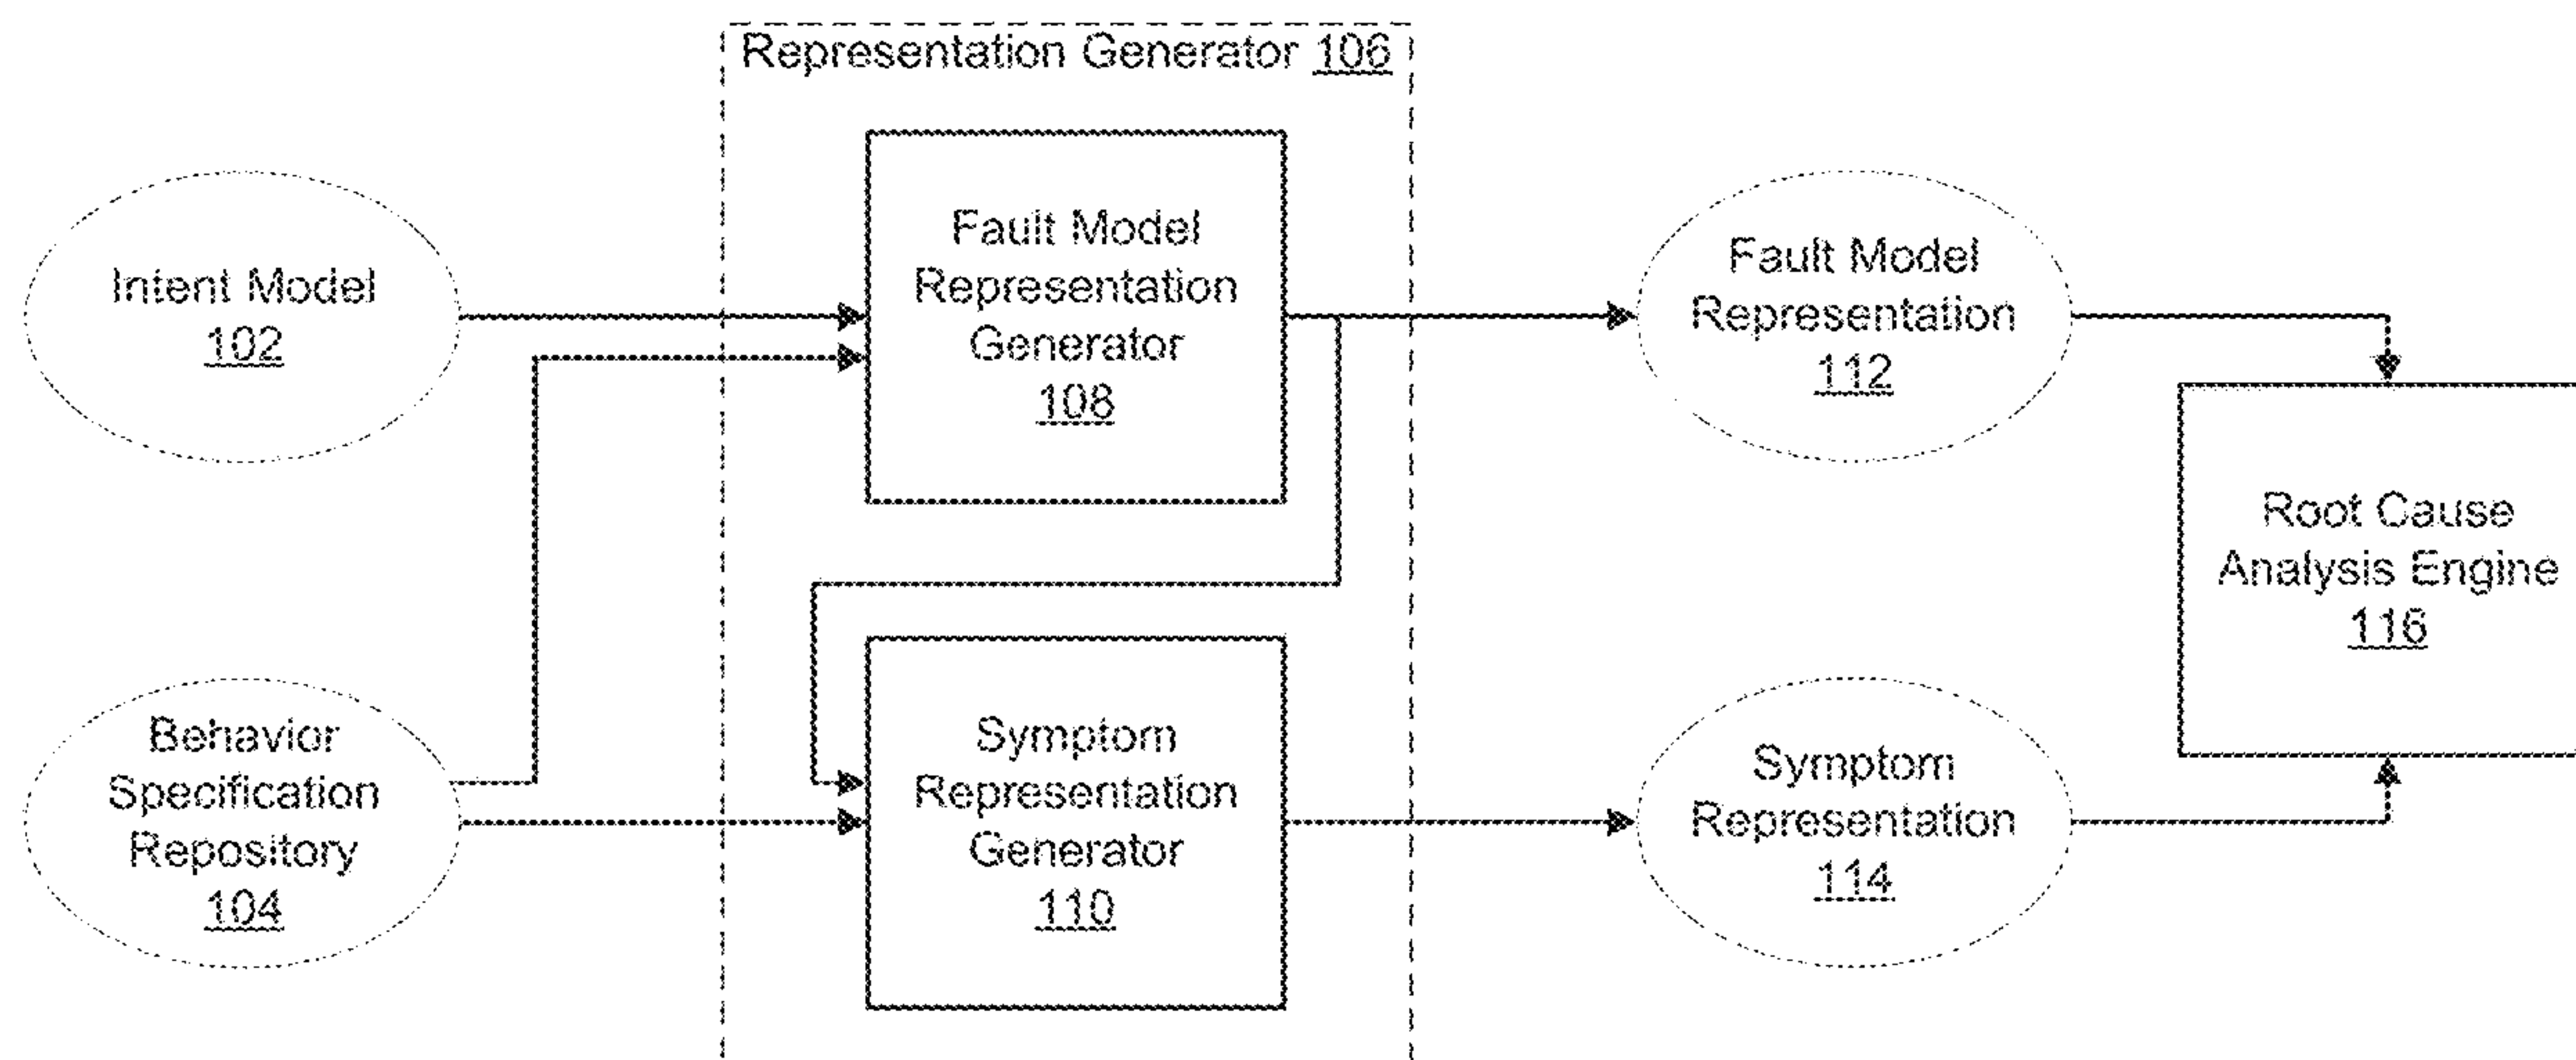 Representation Generator 106
Intent Model
102
Fault Model
Representation
Generator
108
Fault Model
Representation
112
Root Cause
Analysis Engine
116
Behavior
Specification
Repository
104
Symptom
Representation
Generator
110
Symptom
Representation
114